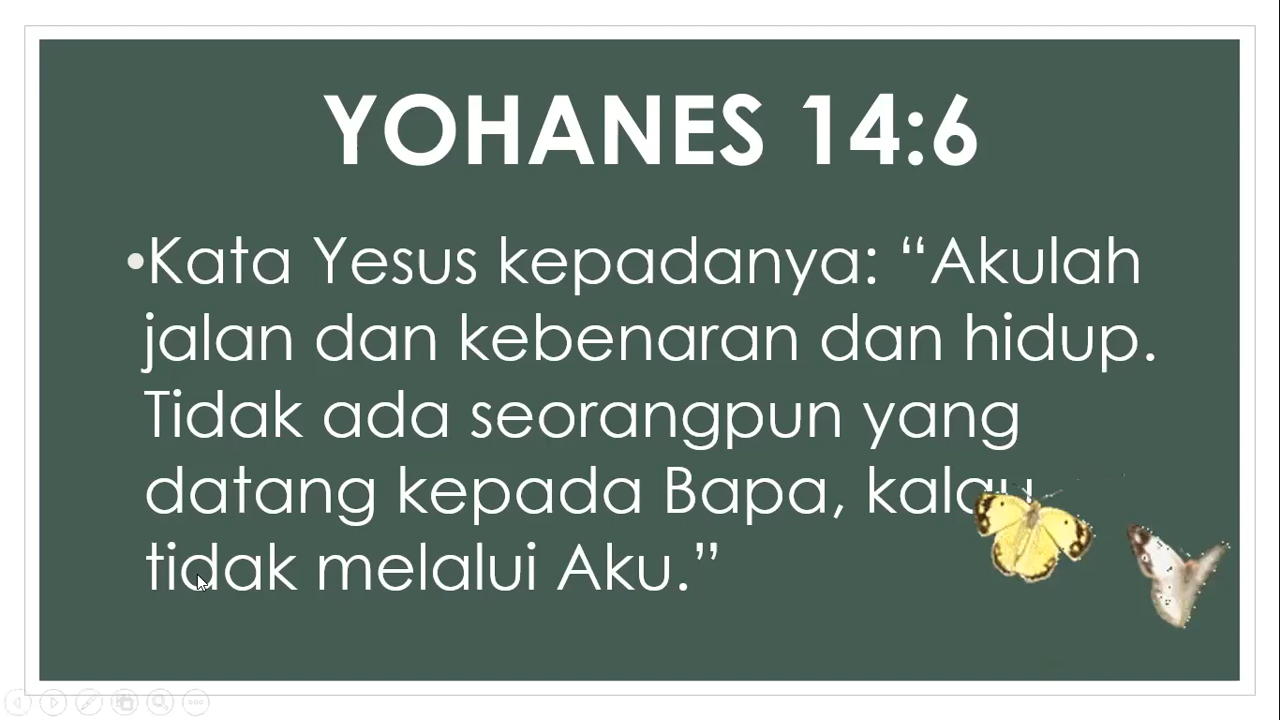 YOHANES 14:6
•Kata Yesus kepadanya: “Akulah
jalan dan kebenaran dan hidup.
Tidak ada seorangpun yang
datang kepada Bapa, kalau
tidak melalui Aku.”